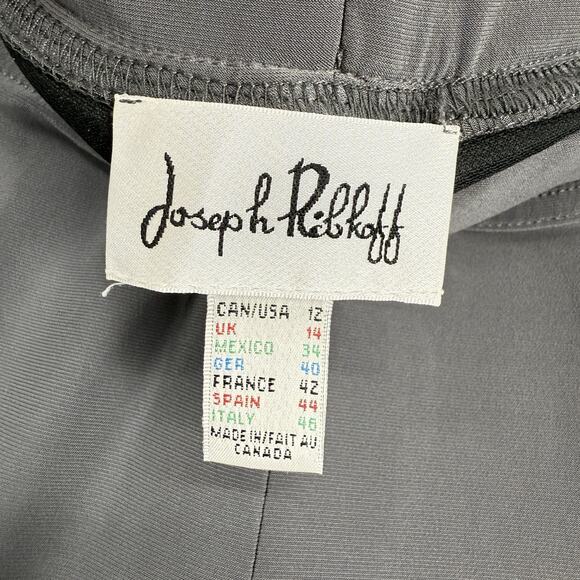 Joseph Ribkoff
CAN/USA 12
UK 14
MEXICO 34
GER 40
FRANCE 42
SPAIN 44
ITALY 46
MADE IN/FAIT AU
CANADA